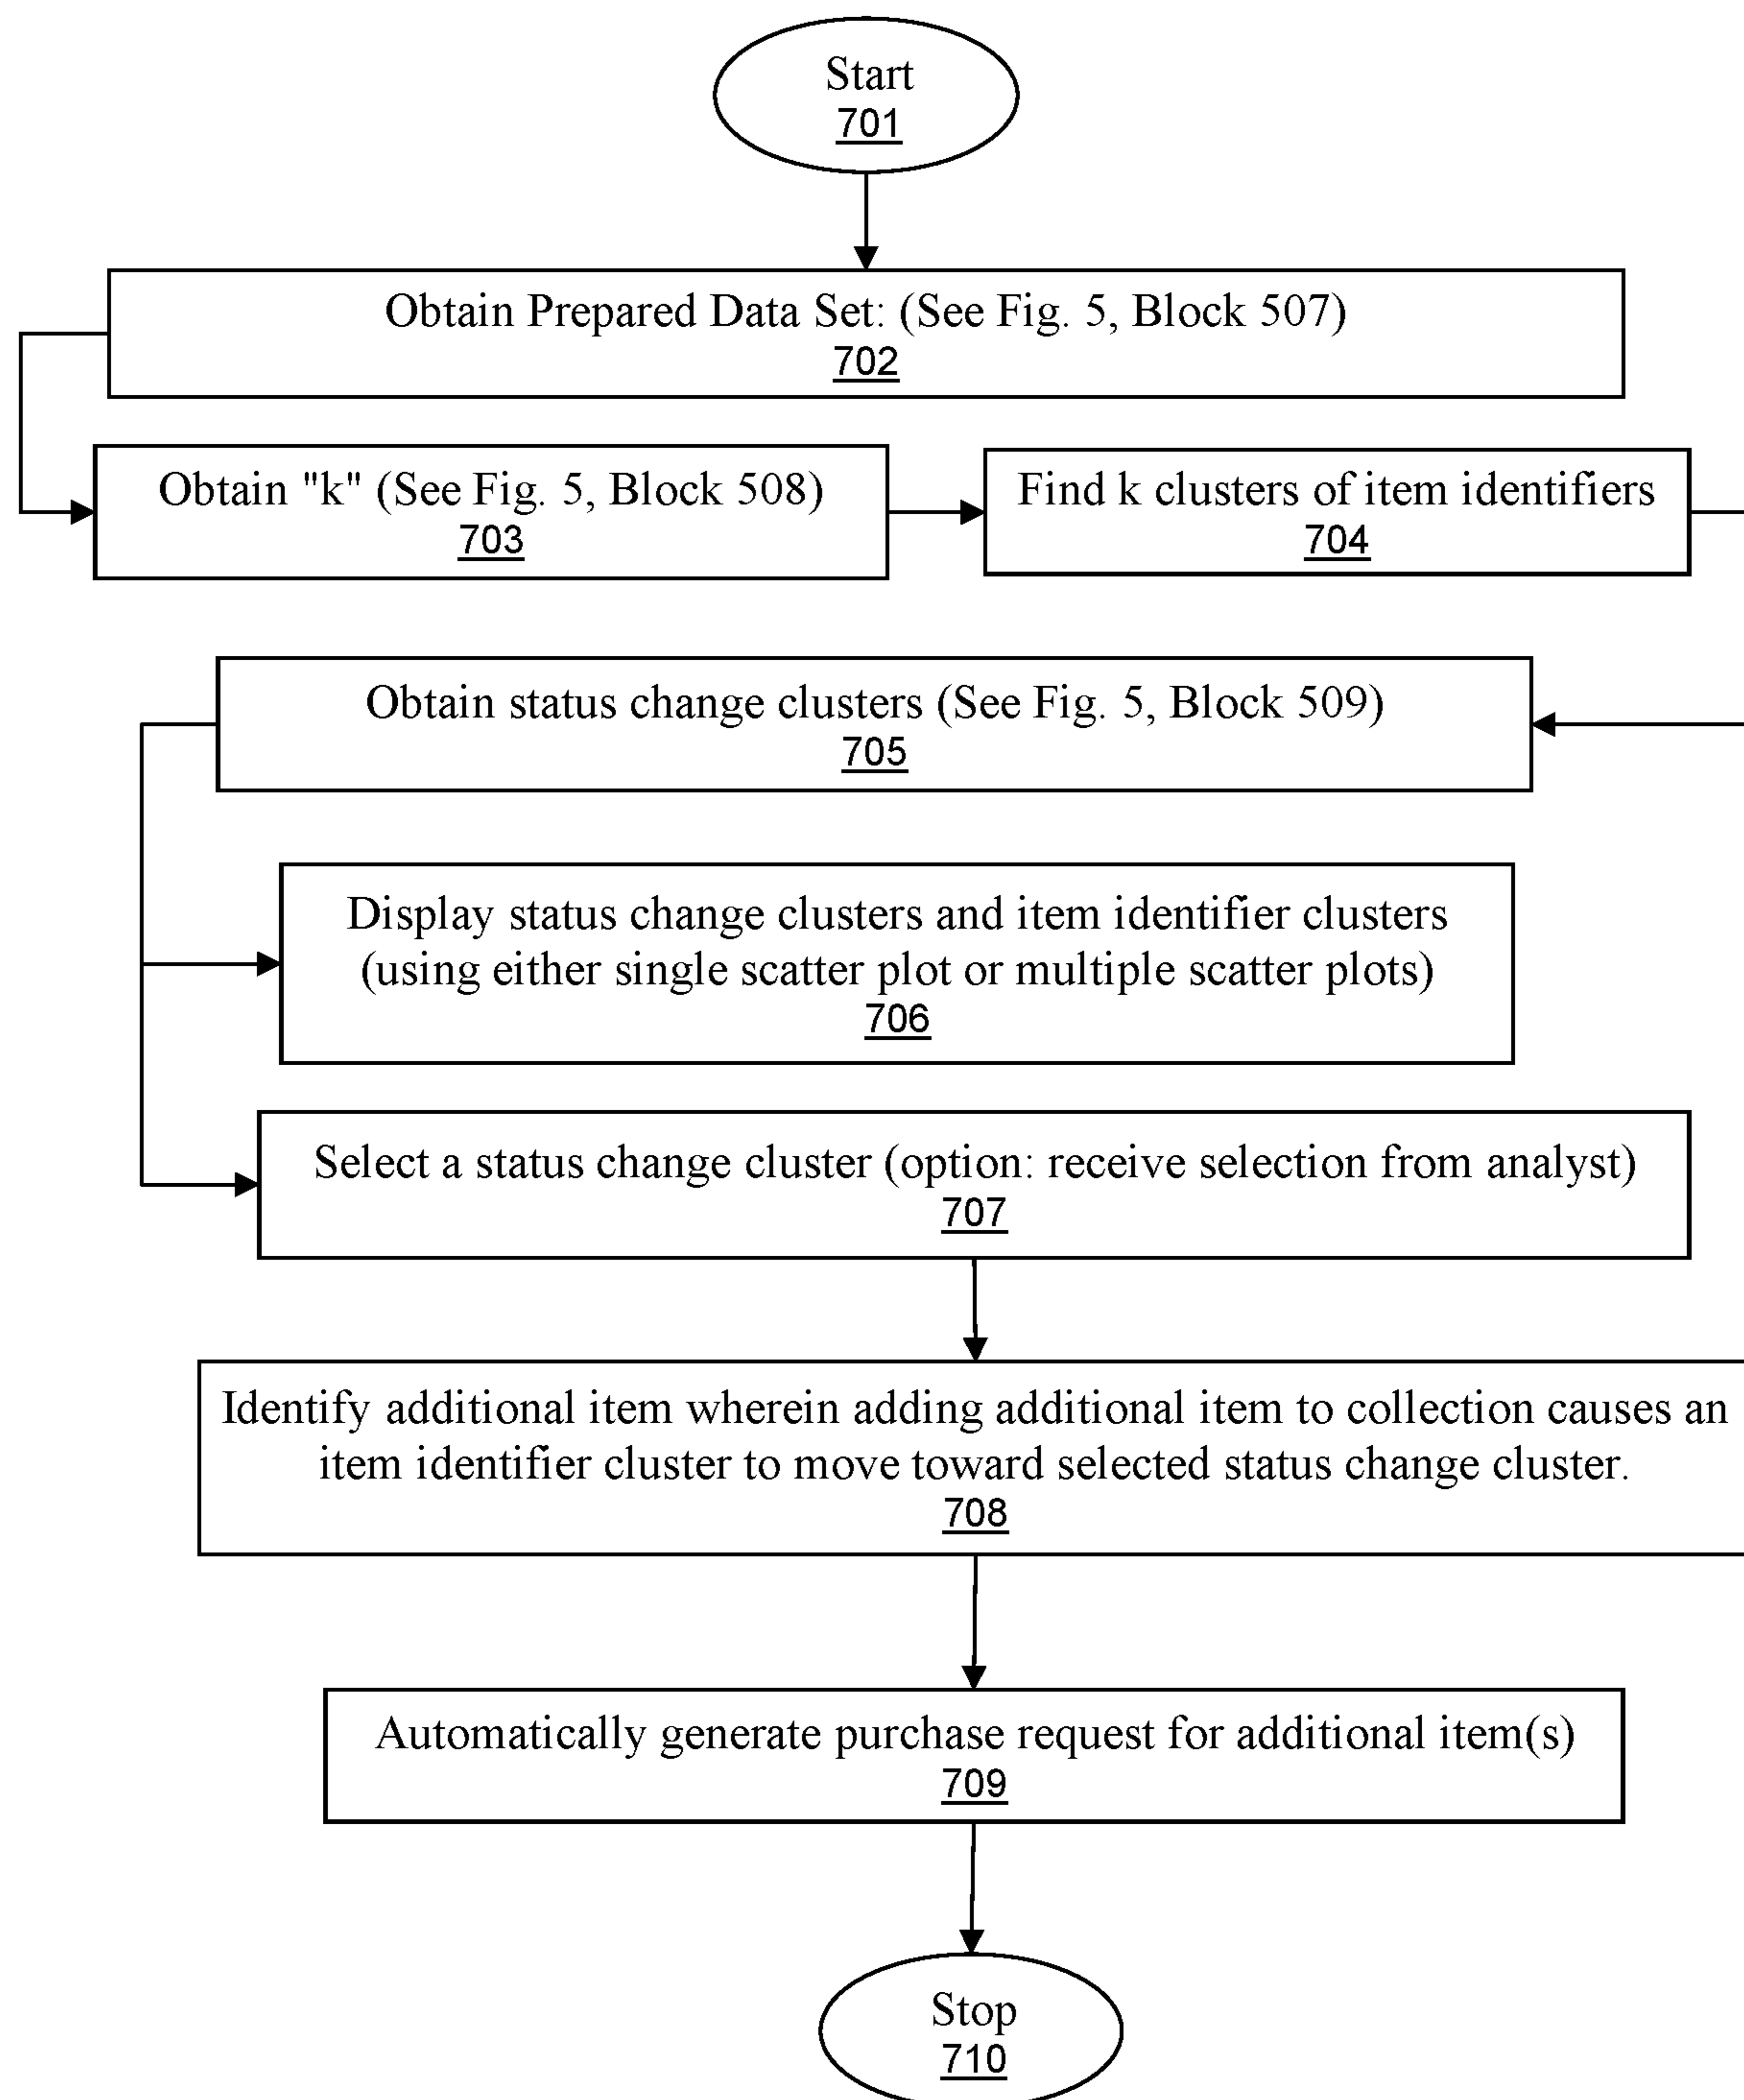 Start
701
Obtain Prepared Data Set: (See Fig. 5, Block 507)
702
Obtain "k" (See Fig. 5, Block 508)
703
Find k clusters of item identifiers
704
Obtain status change clusters (See Fig. 5, Block 509)
705
Display status change clusters and item identifier clusters
(using either single scatter plot or multiple scatter plots)
706
Select a status change cluster (option: receive selection from analyst)
707
Identify additional item wherein adding additional item to collection causes an
item identifier cluster to move toward selected status change cluster.
708
Automatically generate purchase request for additional item(s)
709
Stop
710